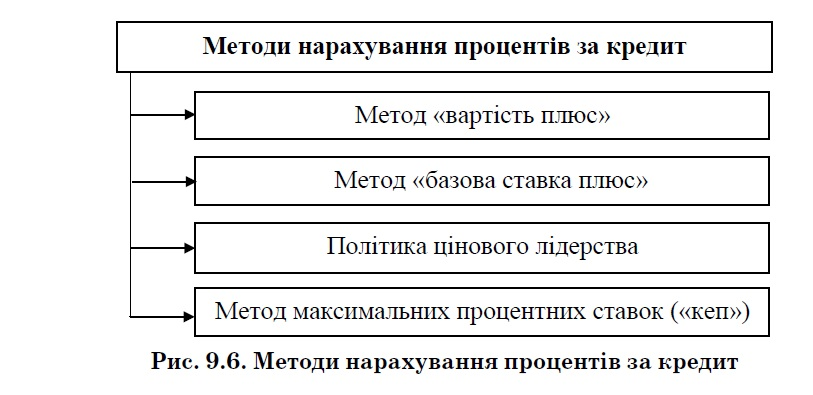 Методи нарахування процентів за кредит
Метод «вартість плюс»
Метод «базова ставка плюс»
Політика цінового лідерства
Метод максимальних процентних ставок («кеп»)
Рис. 9.6. Методи нарахування процентів за кредит